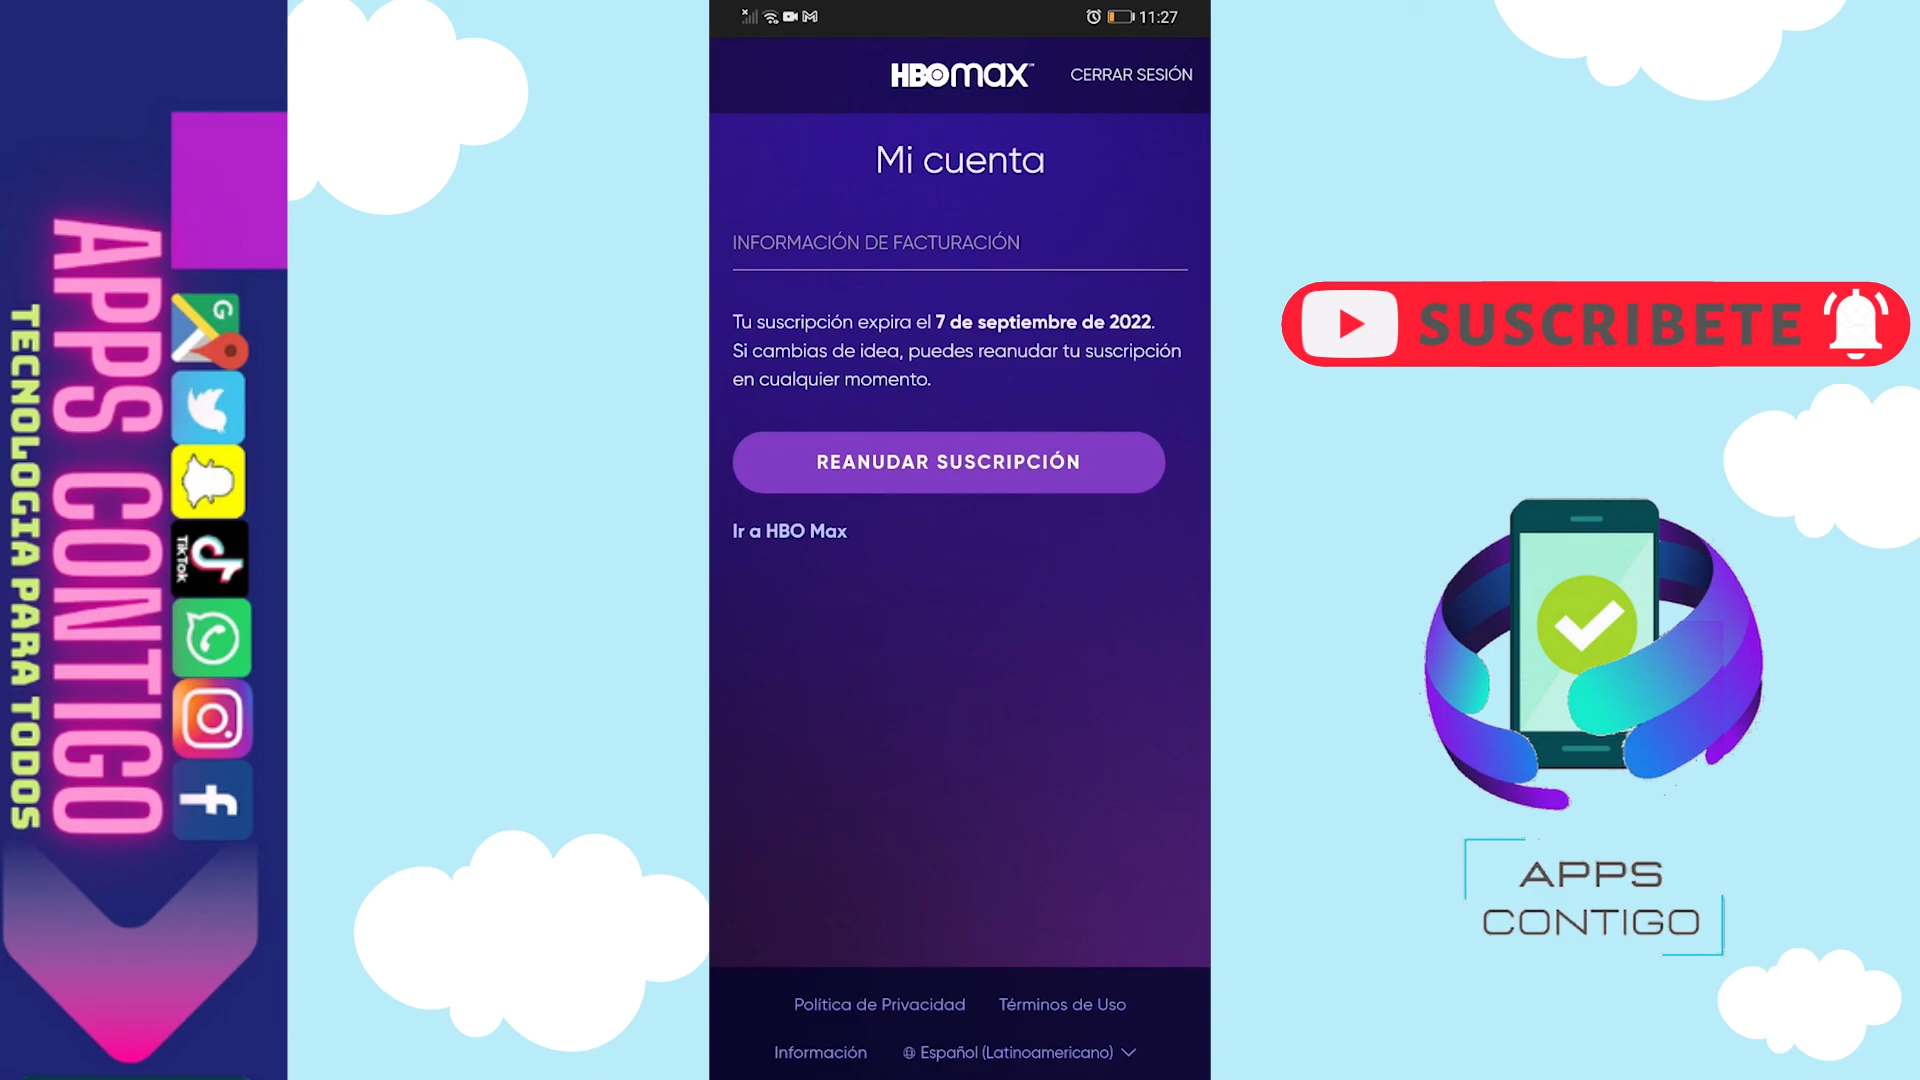 APPS CONTIGO
TECNOLOGIA PARA TODOS
G
TikTok
11:27
HBOmax
CERRAR SESIÓN
Mi cuenta
INFORMACIÓN DE FACTURACIÓN
Tu suscripción expira el 7 de septiembre de 2022.
Si cambias de idea, puedes reanudar tu suscripción
en cualquier momento.
REANUDAR SUSCRIPCIÓN
Ir a HBO Max
Política de Privacidad Términos de Uso
Información Español (Latinoamericano)
SUSCRIBETE
APPS
CONTIGO